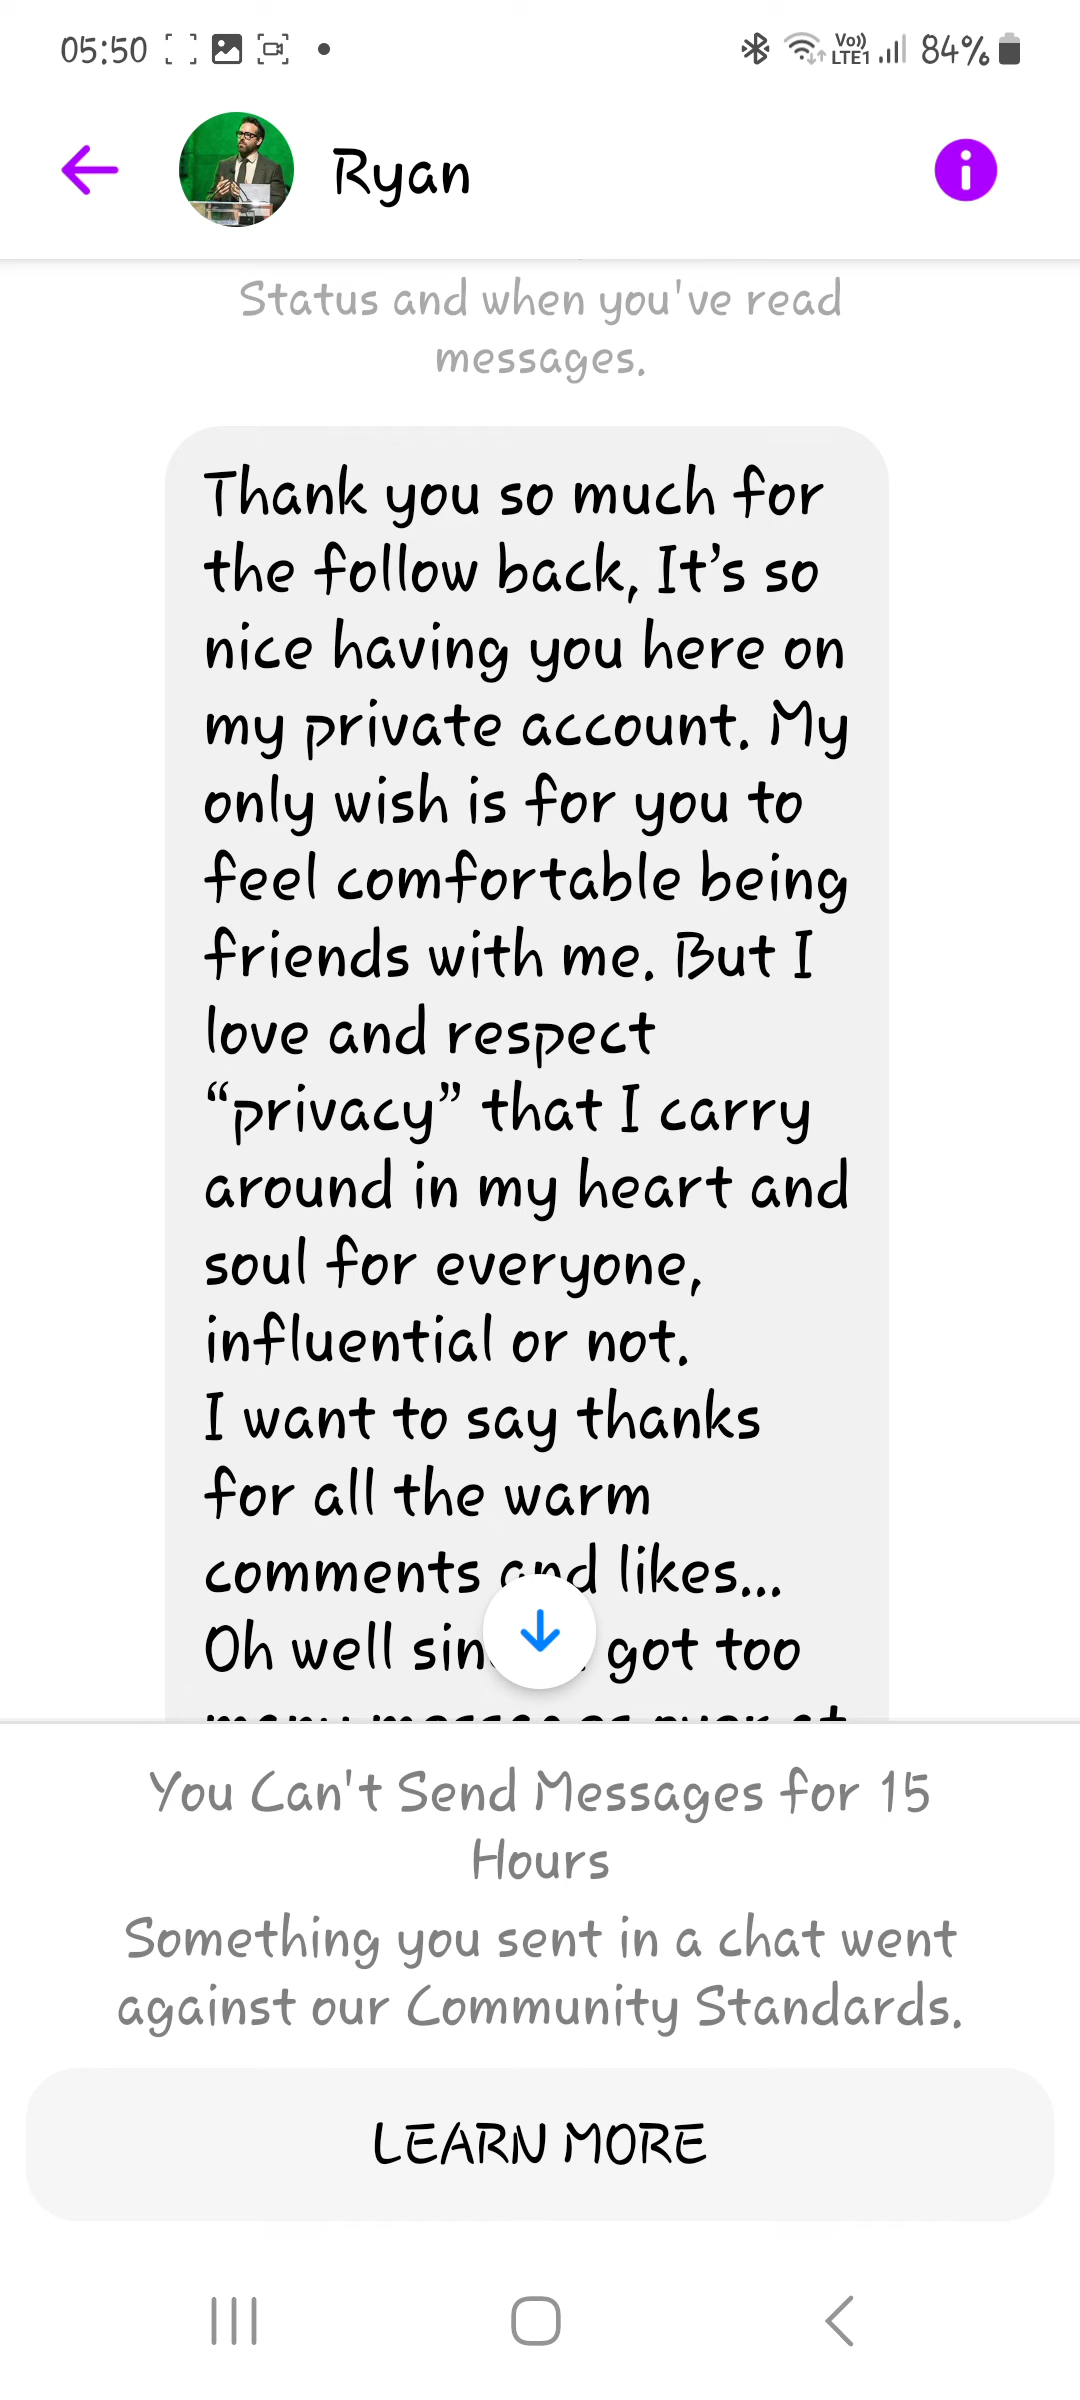 05:50
Vo))
LTE1
84%
Ryan
Status and when you've read
messages.
Thank you so much for
the follow back, It’s so
nice having you here on
my private account. My
only wish is for you to
feel comfortable being
friends with me. But I
love and respect
“privacy” that I carry
around in my heart and
soul for everyone,
influential or not.
I want to say thanks
for all the warm
comments and likes...
Oh well got too
You Can't Send Messages for 15
Hours
Something you sent in a chat went
against our Community Standards.
LEARN MORE